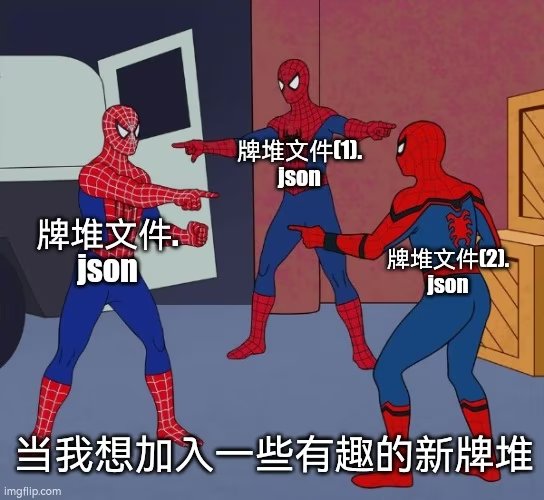 牌堆文件(1).
json
牌堆文件.
json
牌堆文件(2).
json
当我想加入一些有趣的新牌堆
imgflip.com